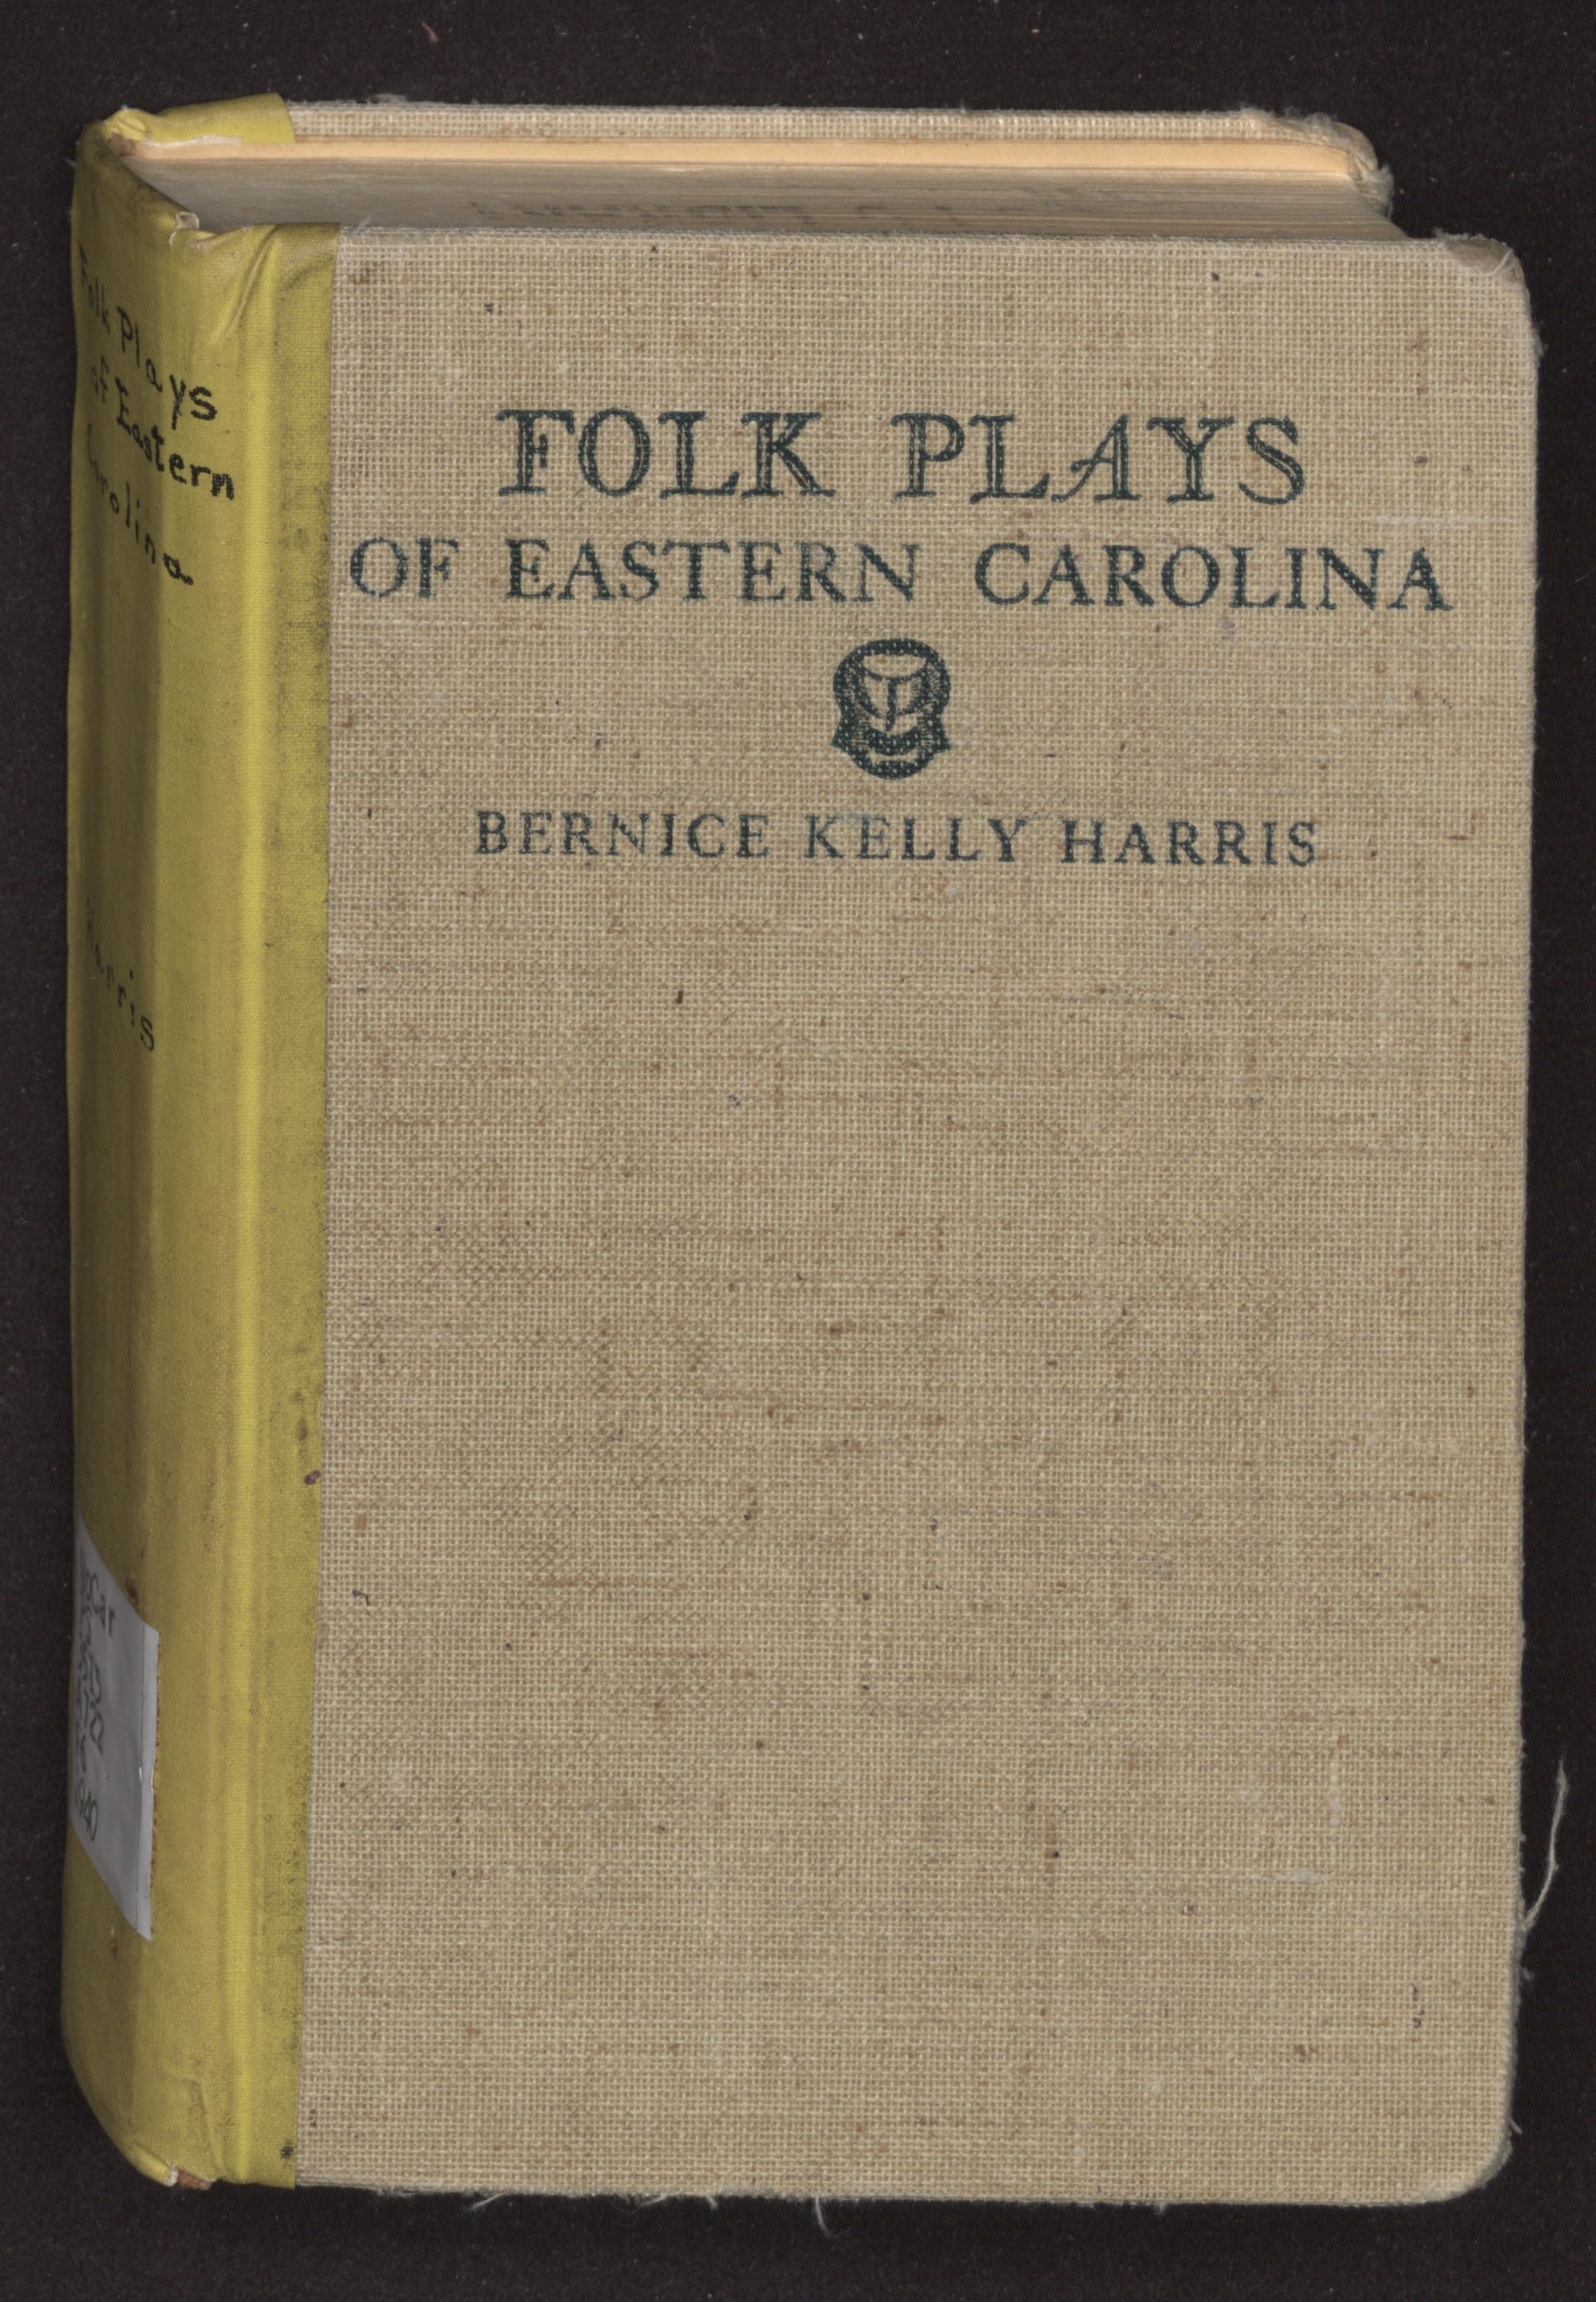 FOLK PLAYS
OF EASTERN CAROLINA
BERNICE KELLY HARRIS
Folk Plays
of Eastern
Carolina
Harris